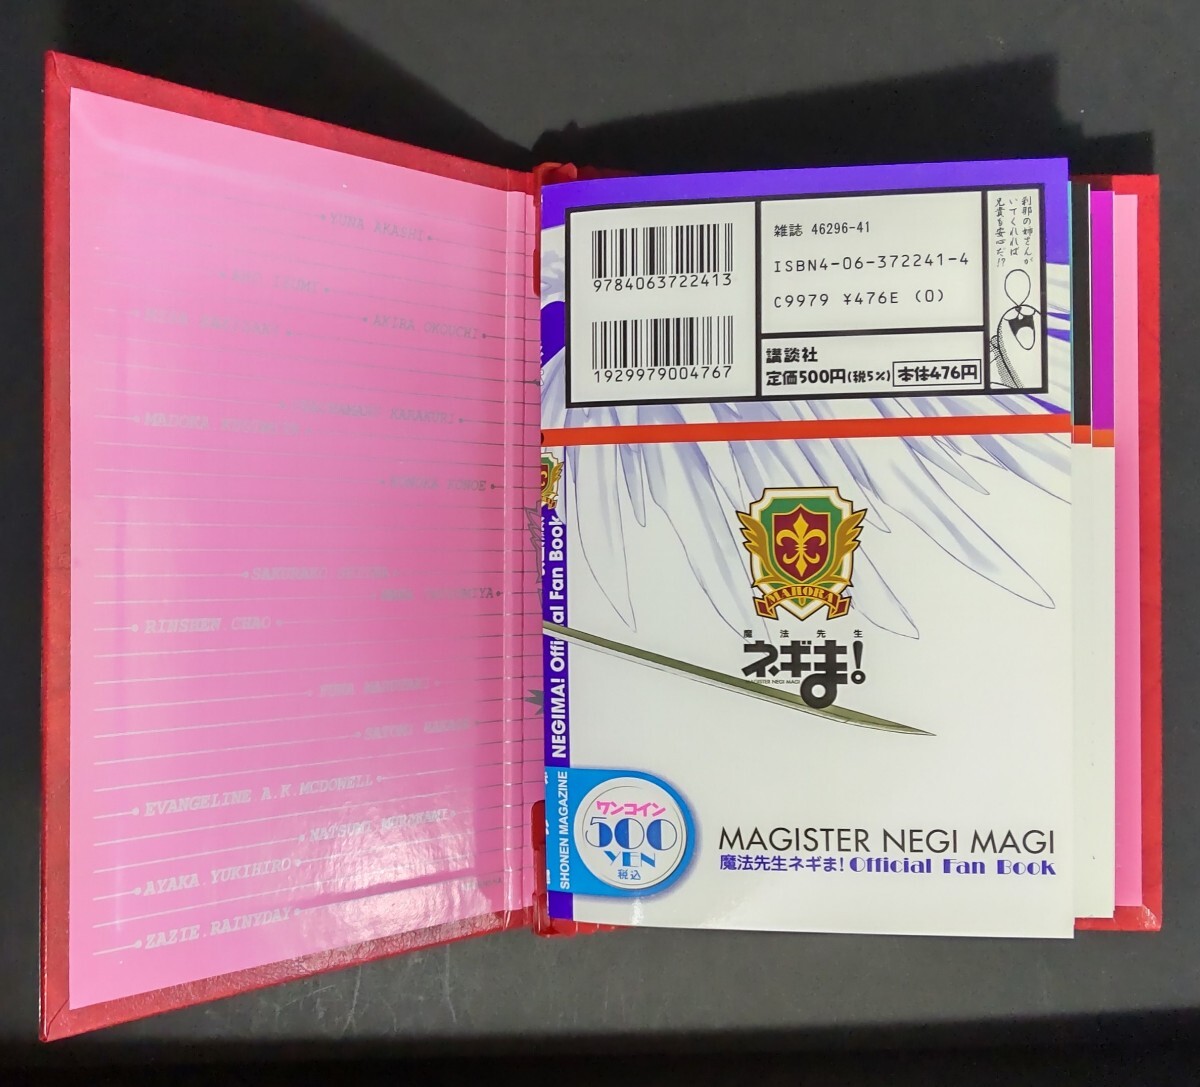 YUNA AKASHI
AKIRA OKOUCHI
MADOKA
KONOE
RINSHEN CHAO
EVANGELINE A.K.MCDOWELL
NATSUMI MURAKAMI
AYAKA YUKIHIRO
ZAZIE RAINYDAY
9784063722413
1929979004767
雑誌 46296-41
ISBN4-06-372241-4
C9979 ¥476E (0)
講談社
定価500円(税5%) 本体476円
刹那の姉さんが
いてくれれば
兄貴も安心だ!?
NEGIMA! Official Fan Book
SHONEN MAGAZINE
MAHORA
魔法先生
ネギま!
MAGISTER NEGI MAGI
ワンコイン
500
YEN
税込
MAGISTER NEGI MAGI
魔法先生ネギま! Official Fan Book